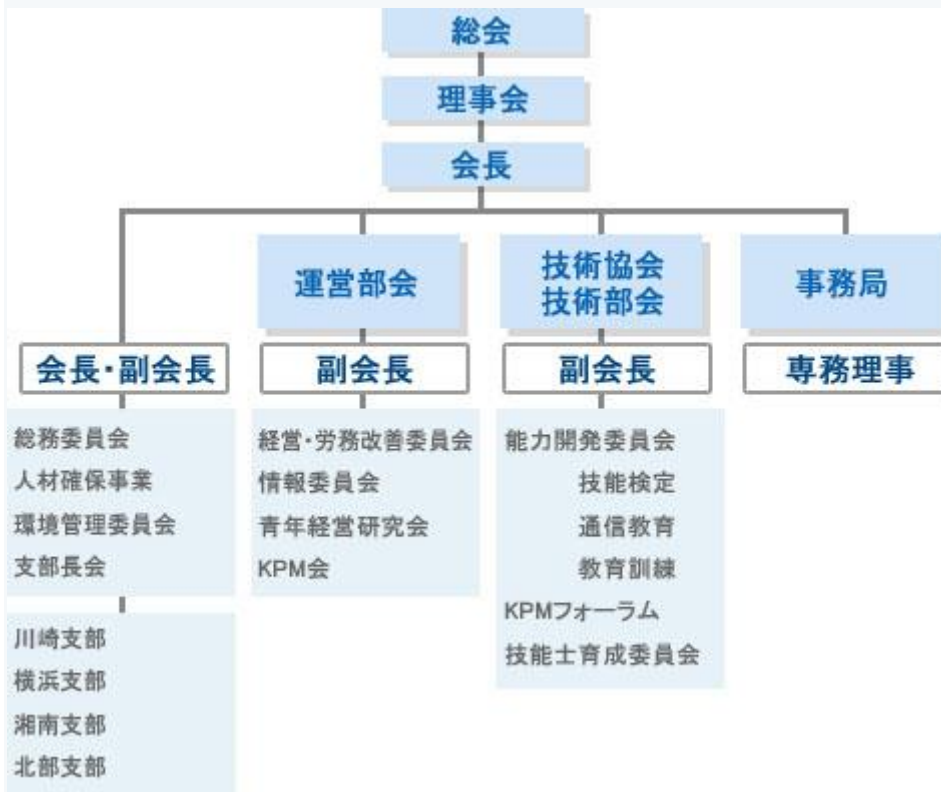 総会
理事会
会長
運営部会
技術協会
技術部会
事務局
会長・副会長
副会長
副会長
専務理事
総務委員会
人材確保事業
環境管理委員会
支部長会
川崎支部
横浜支部
湘南支部
北部支部
経営・労務改善委員会
情報委員会
青年経営研究会
KPM会
能力開発委員会
技能検定
通信教育
教育訓練
KPMフォーラム
技能士育成委員会